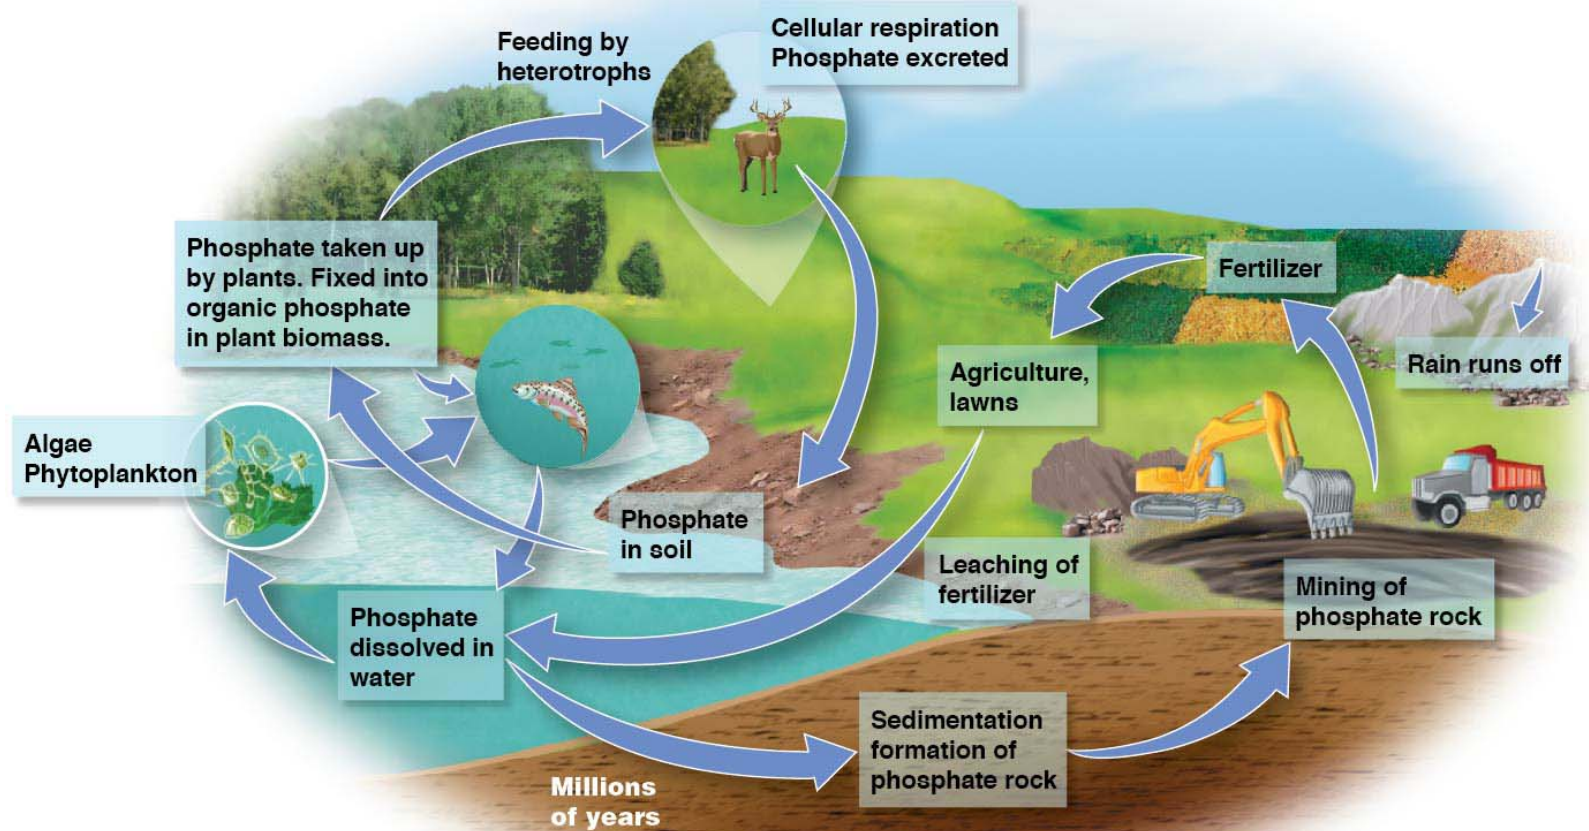 Cellular respiration
Phosphate excreted
Feeding by
heterotrophs
Phosphate taken up
by plants. Fixed into
organic phosphate
in plant biomass.
Fertilizer
Rain runs off
Agriculture,
lawns
Algae
Phytoplankton
Phosphate
in soil
Leaching of
fertilizer
Mining of
phosphate rock
Phosphate
dissolved in
water
Sedimentation
formation of
phosphate rock
Millions
of years